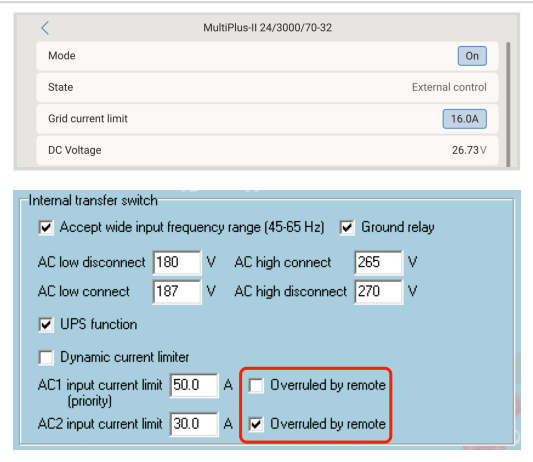 MultiPlus-II 24/3000/70-32
Mode On
State External control
Grid current limit 16.0A
DC Voltage 26.73V
Internal transfer switch
Accept wide input frequency range (45-65 Hz) Ground relay
AC low disconnect 180 V AC high connect 265 V
AC low connect 187 V AC high disconnect 270 V
UPS function
Dynamic current limiter
AC1 input current limit 50.0 A Overruled by remote
(priority)
AC2 input current limit 30.0 A Overruled by remote